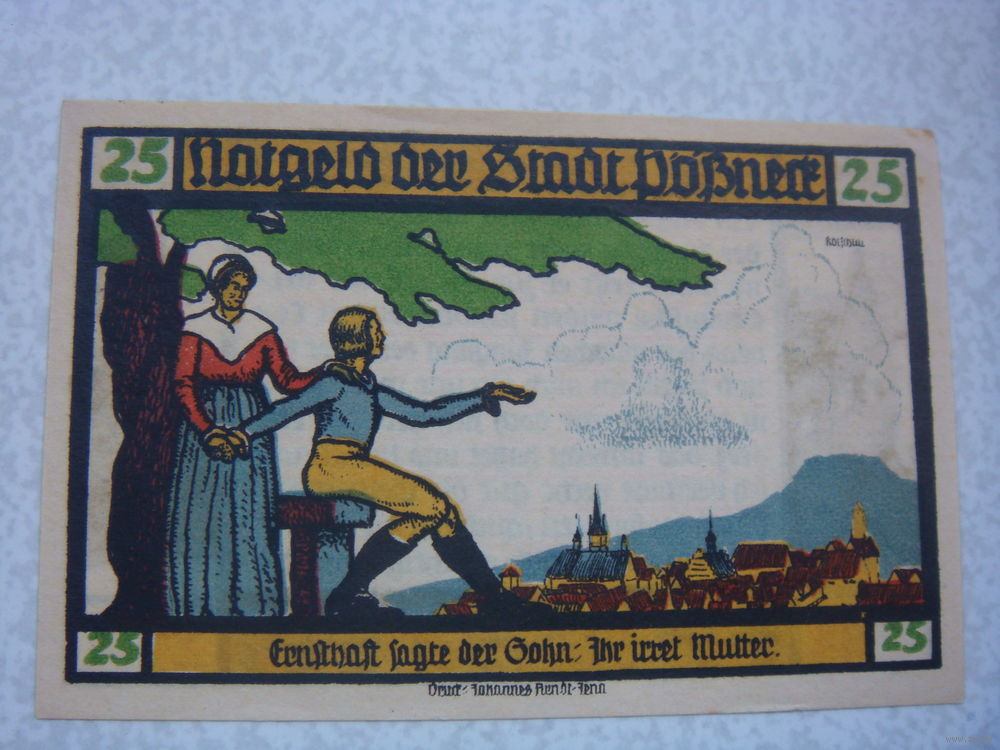 25 Notgeld der Stadt Pößneck 25
25 Ernsthaft sagte der Sohn: Ihr irret Mutter. 25
Druck: Johannes Arndt-Jena